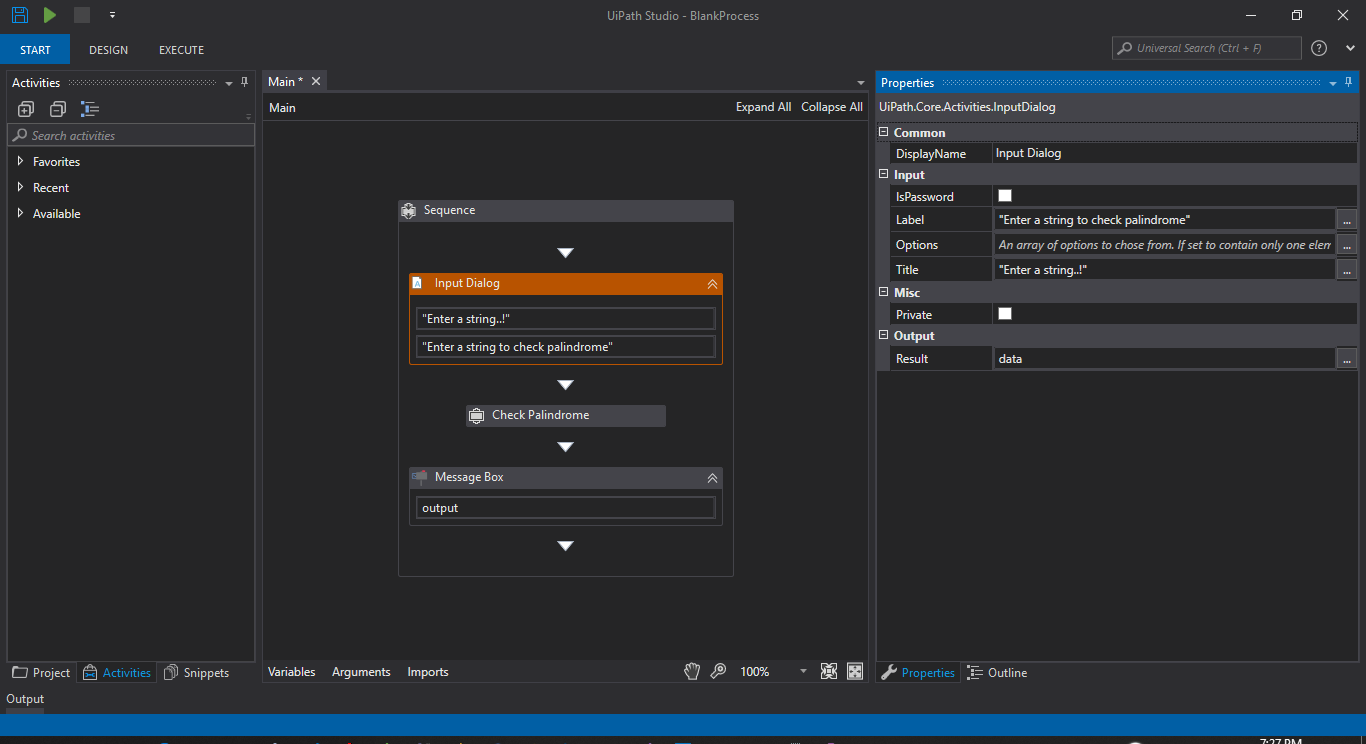 UiPath Studio - BlankProcess
START DESIGN EXECUTE
Universal Search (Ctrl + F)
Activities
Search activities
Favorites
Recent
Available
Project Activities Snippets
Main * 
Main Expand All Collapse All
Sequence
Input Dialog
"Enter a string..!"
"Enter a string to check palindrome"
Check Palindrome
Message Box
output
Variables Arguments Imports 100%
Properties
UiPath.Core.Activities.InputDialog
Common
DisplayName Input Dialog
Input
IsPassword
Label "Enter a string to check palindrome" ...
Options An array of options to chose from. If set to contain only one elem ...
Title "Enter a string..!" ...
Misc
Private
Output
Result data ...
Properties Outline
Output
7:27 PM